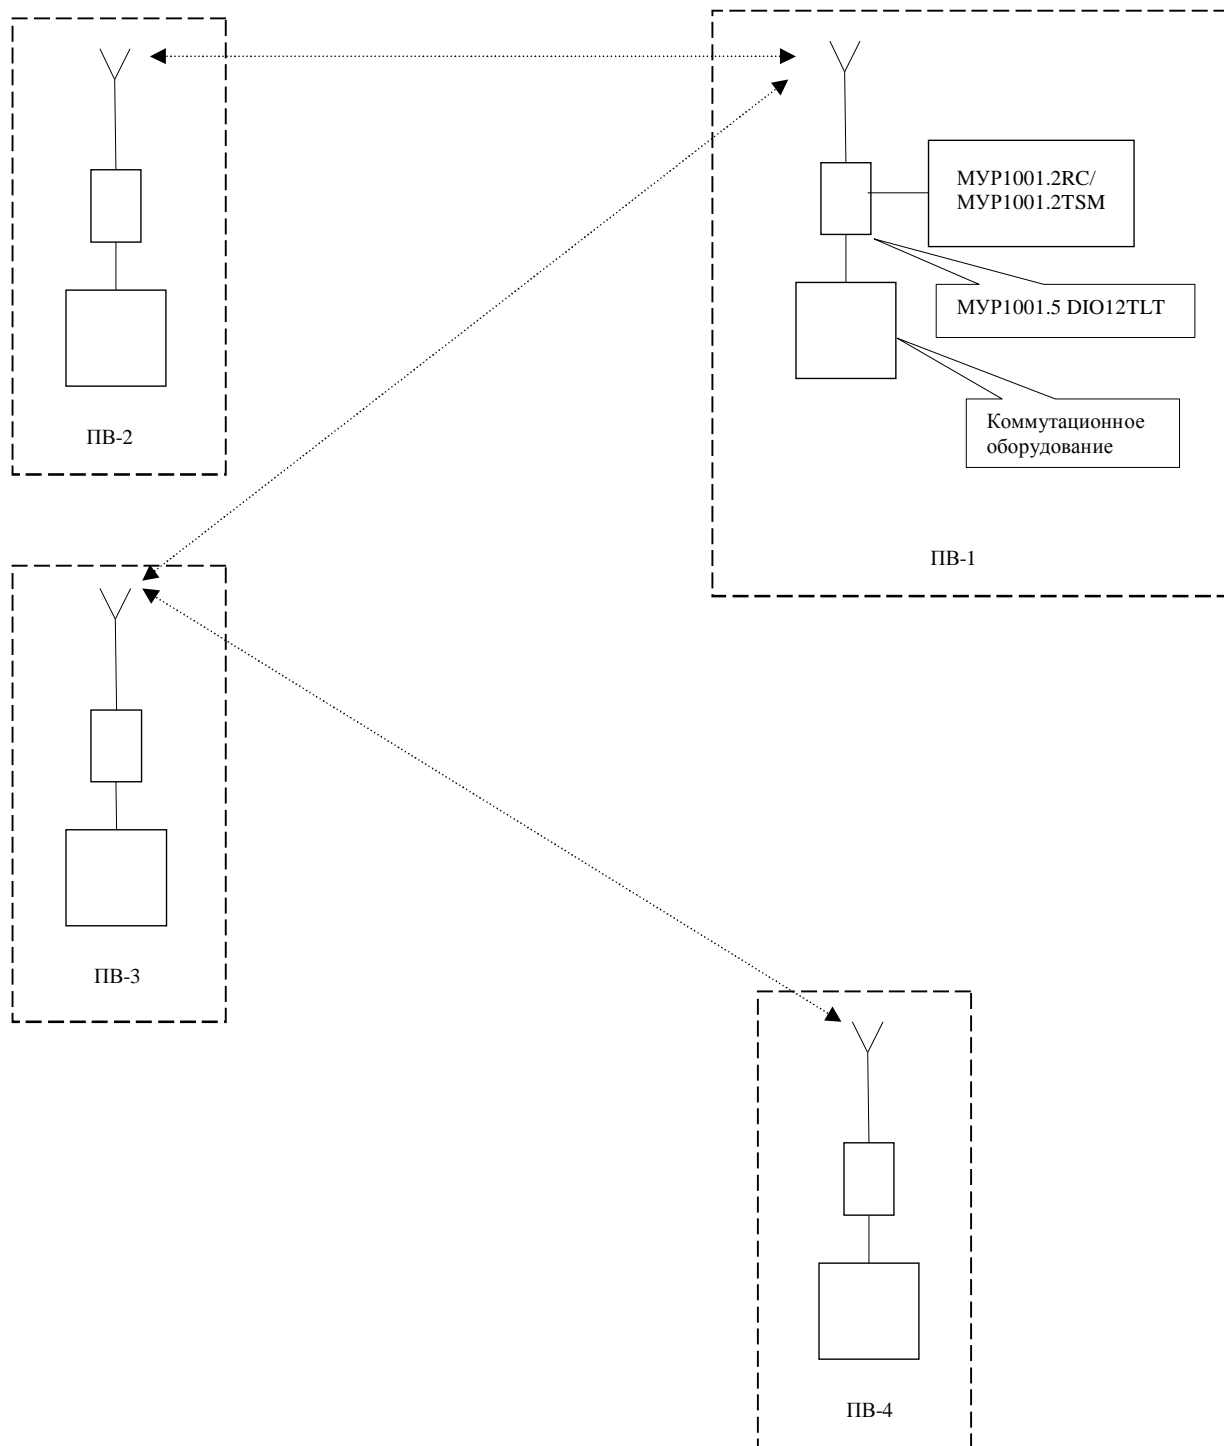 МУР1001.2RC/
МУР1001.2TSM
МУР1001.5 DIO12TLT
Коммутационное
оборудование
ПВ-2
ПВ-1
ПВ-3
ПВ-4